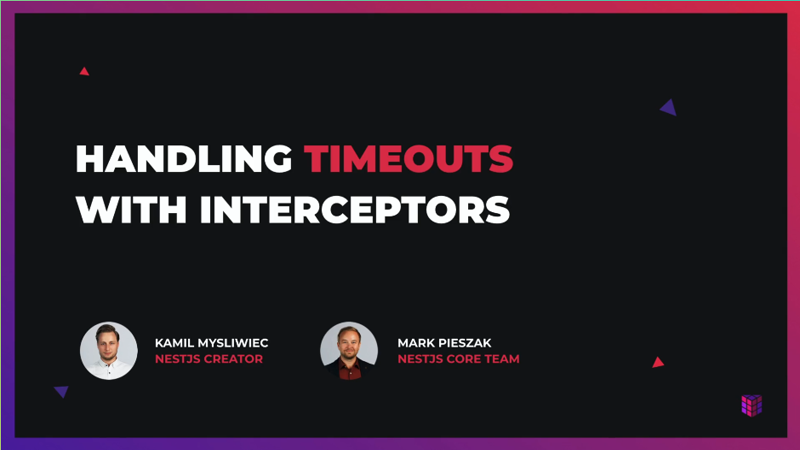 HANDLING TIMEOUTS
WITH INTERCEPTORS
KAMIL MYSLIWIEC
NESTJS CREATOR
MARK PIESZAK
NESTJS CORE TEAM